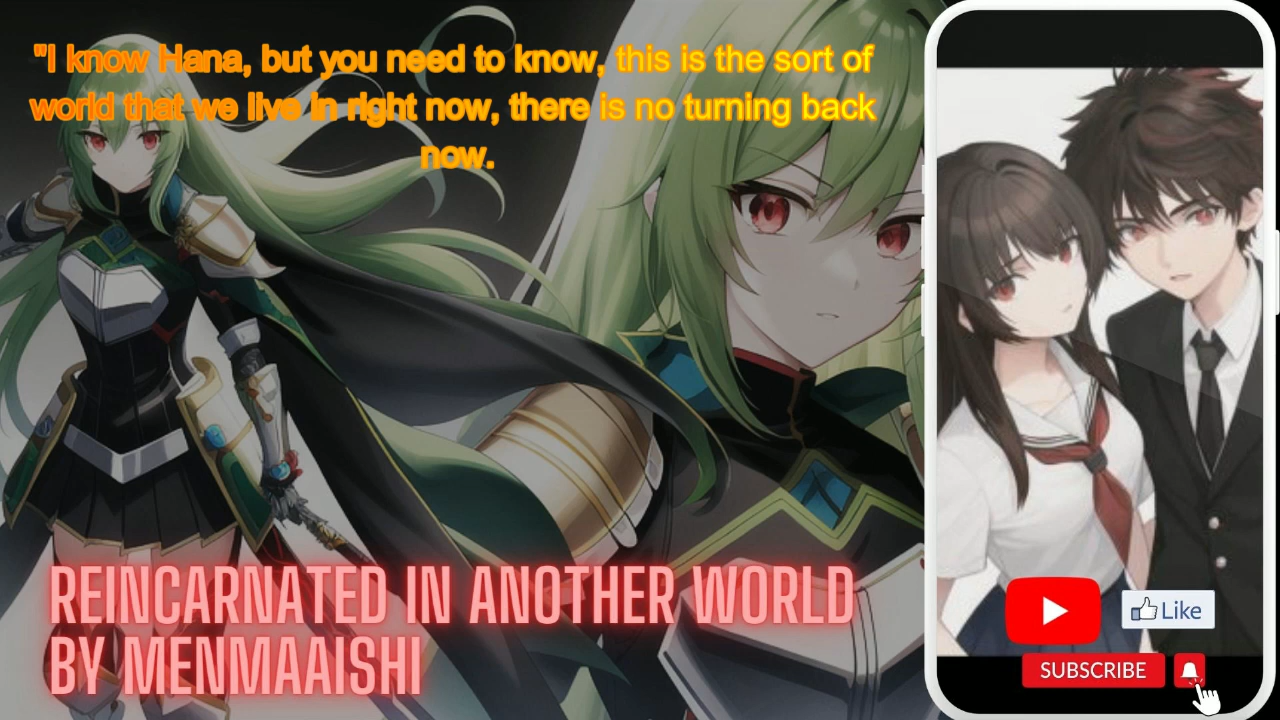 "I know Hana, but you need to know, this is the sort of
world that we live in right now, there is no turning back
now.
REINCARNATED IN ANOTHER WORLD
BY MENMAAISHI
Like
SUBSCRIBE